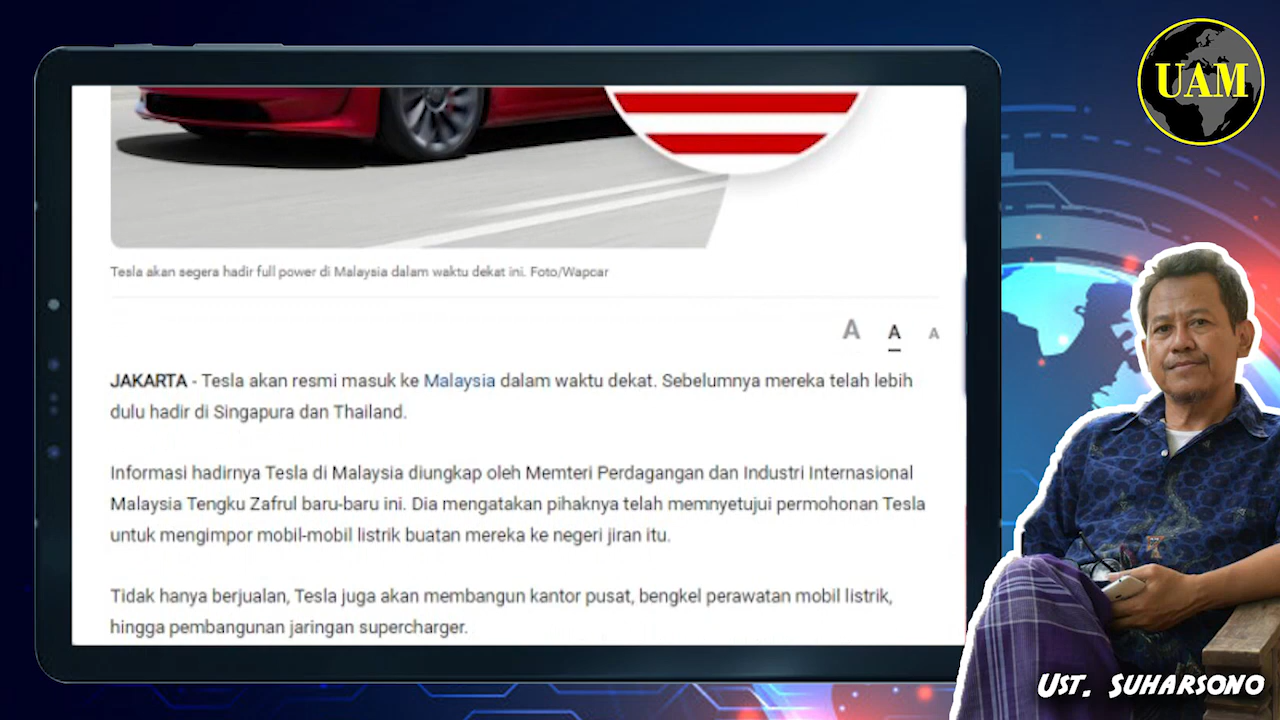 UAM
Tesla akan segera hadir full power di Malaysia dalam waktu dekat ini. Foto/Wapcar
A A A
JAKARTA - Tesla akan resmi masuk ke Malaysia dalam waktu dekat. Sebelumnya mereka telah lebih
dulu hadir di Singapura dan Thailand.
Informasi hadirnya Tesla di Malaysia diungkap oleh Memteri Perdagangan dan Industri Internasional
Malaysia Tengku Zafrul baru-baru ini. Dia mengatakan pihaknya telah memnyetujui permohonan Tesla
untuk mengimpor mobil-mobil listrik buatan mereka ke negeri jiran itu.
Tidak hanya berjualan, Tesla juga akan membangun kantor pusat, bengkel perawatan mobil listrik,
hingga pembangunan jaringan supercharger.
UST. SUHARSONO